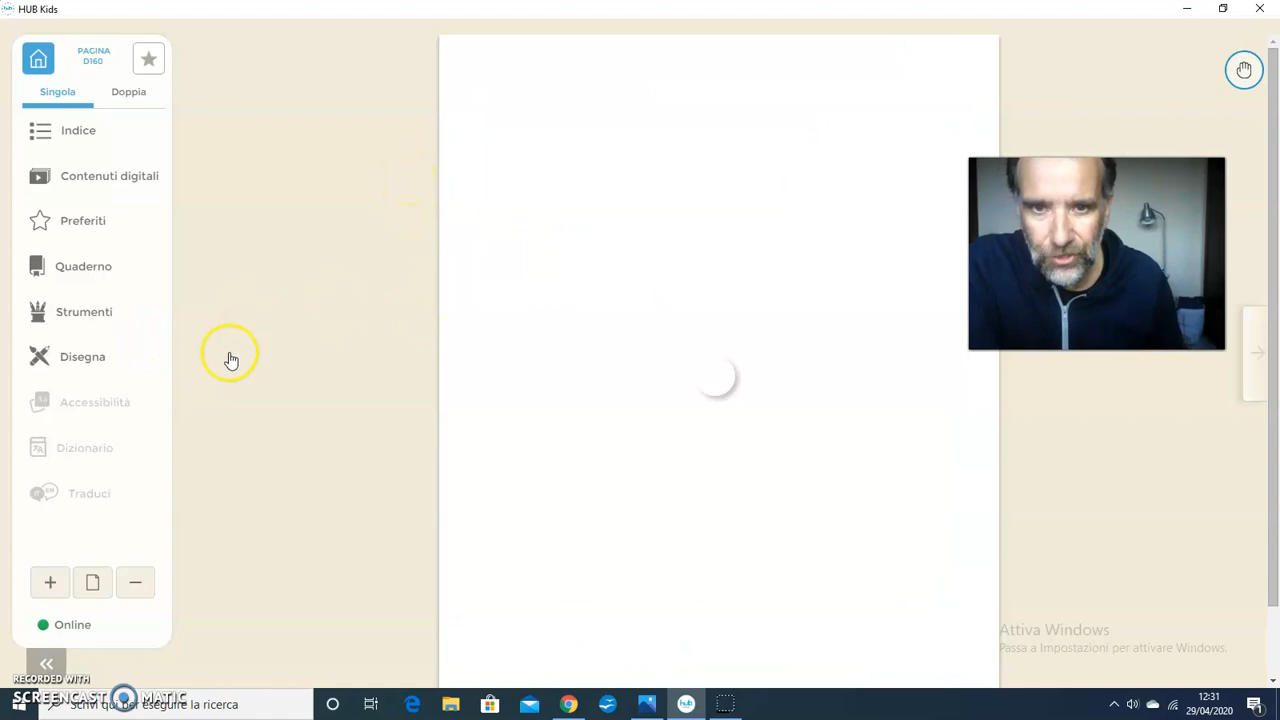 HUB Kids
PAGINA
D160
Singola
Doppia
Indice
Contenuti digitali
Preferiti
Quaderno
Strumenti
Disegna
Accessibilità
Dizionario
Traduci
Online
Attiva Windows
Passa a Impostazioni per attivare Windows.
RECORDED WITH
SCREENCAST MATIC
Scrivi qui per eseguire la ricerca
hub
12:31
29/04/2020